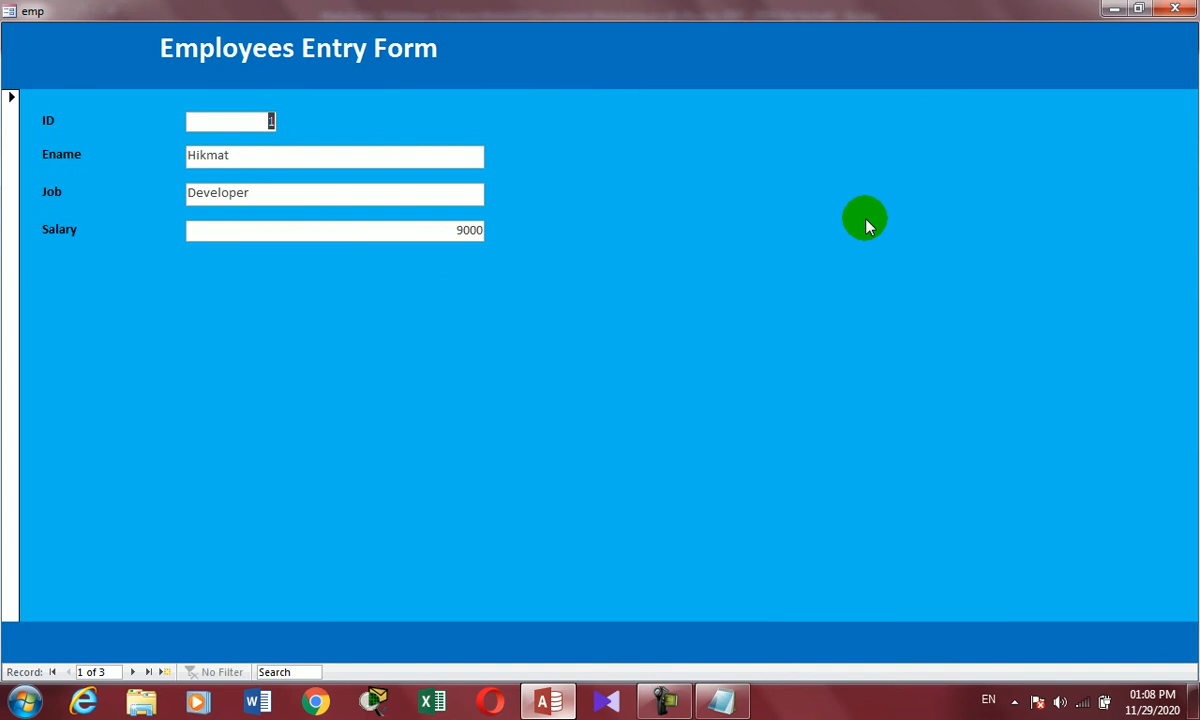 emp
Employees Entry Form
ID 1
Ename Hikmat
Job Developer
Salary 9000
Record: 1 of 3 No Filter Search
EN 01:08 PM
11/29/2020